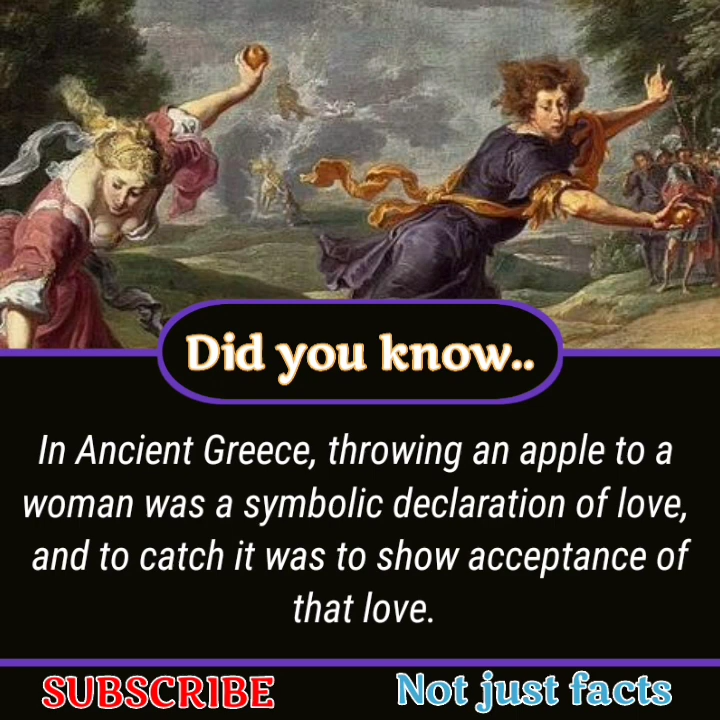 Did you know..
In Ancient Greece, throwing an apple to a
woman was a symbolic declaration of love,
and to catch it was to show acceptance of
that love.
SUBSCRIBE
Not just facts